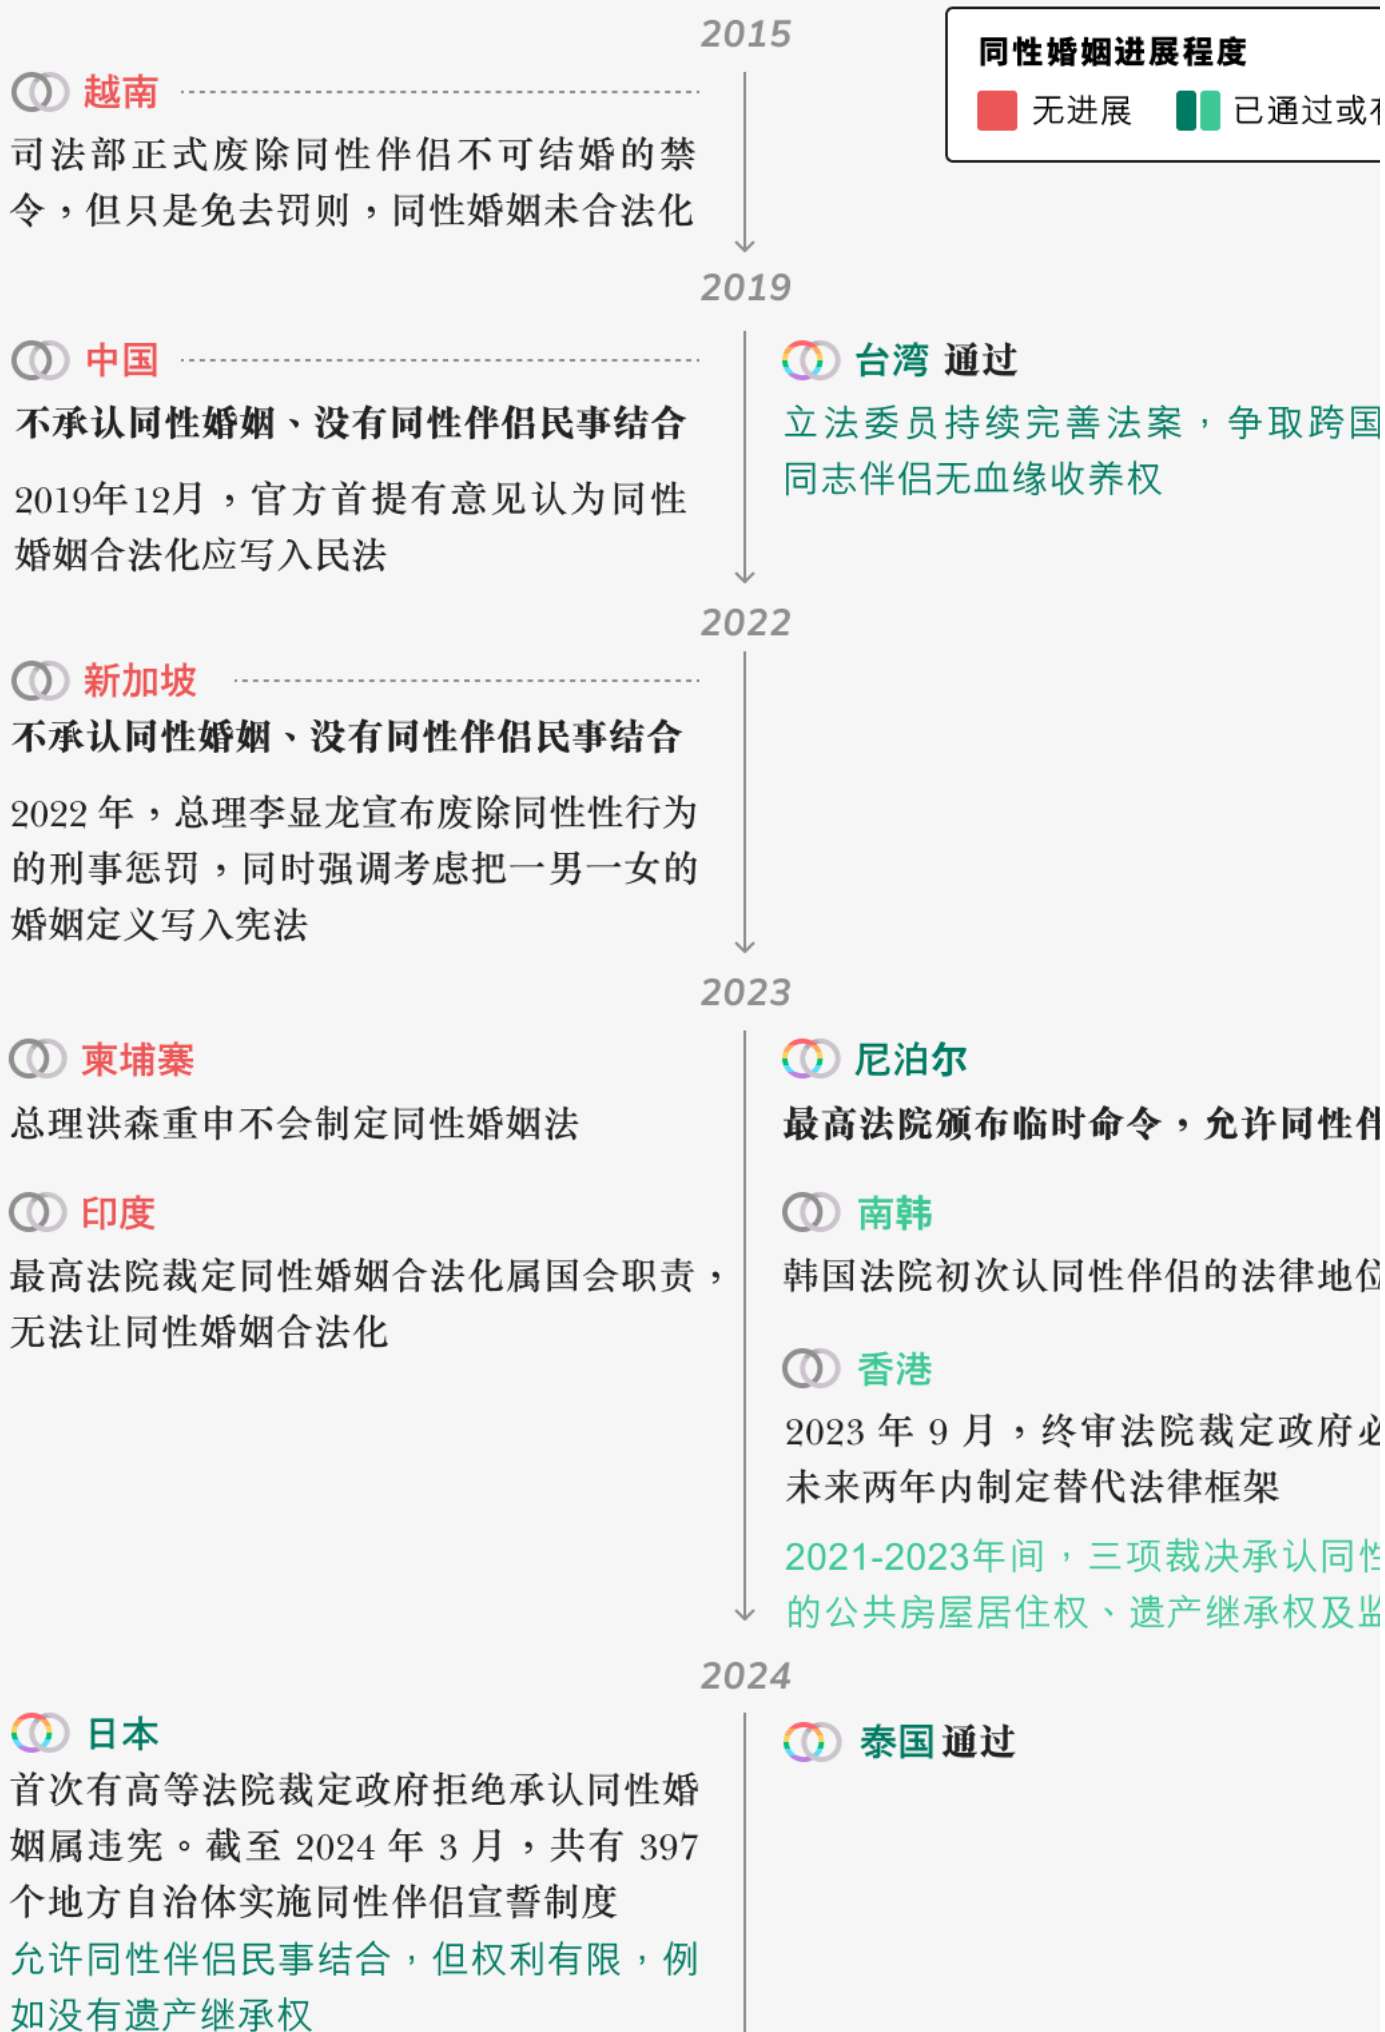 2015
同性婚姻进展程度
无进展 已通过或
越南
司法部正式废除同性伴侣不可结婚的禁
令，但只是免去罚则，同性婚姻未合法化
2019
中国
不承认同性婚姻、没有同性伴侣民事结合
2019年12月，官方首提有意见认为同性
婚姻合法化应写入民法
台湾 通过
立法委员持续完善法案，争取跨国
同志伴侣无血缘收养权
2022
新加坡
不承认同性婚姻、没有同性伴侣民事结合
2022 年，总理李显龙宣布废除同性性行为
的刑事惩罚，同时强调考虑把一男一女的
婚姻定义写入宪法
2023
柬埔寨
总理洪森重申不会制定同性婚姻法
印度
最高法院裁定同性婚姻合法化属国会职责，
无法让同性婚姻合法化
尼泊尔
最高法院颁布临时命令，允许同性伴
南韩
韩国法院初次认同性伴侣的法律地位
香港
2023 年 9 月，终审法院裁定政府必
未来两年内制定替代法律框架
2021-2023年间，三项裁决承认同性
的公共房屋居住权、遗产继承权及监
2024
日本
首次有高等法院裁定政府拒绝承认同性婚
姻属违宪。截至 2024 年 3 月，共有 397
个地方自治体实施同性伴侣宣誓制度
允许同性伴侣民事结合，但权利有限，例
如没有遗产继承权
泰国 通过